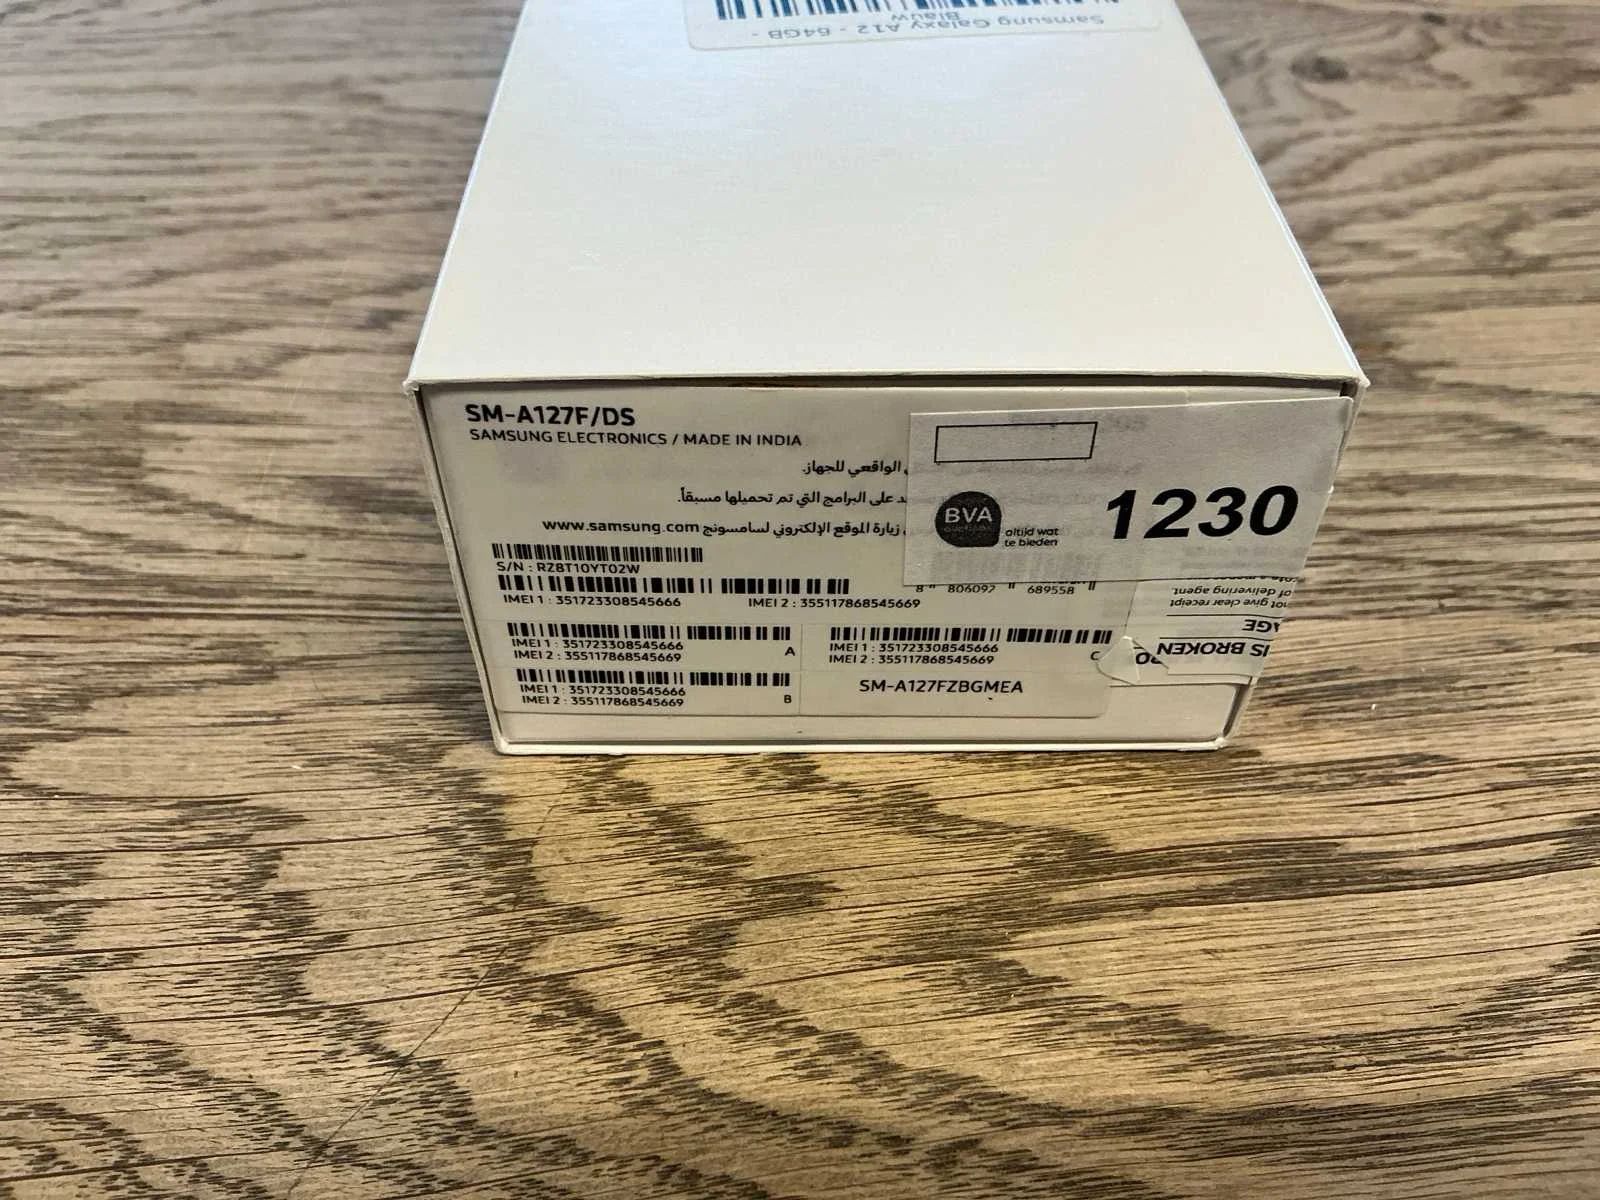 Samsung Galaxy A12 - 64GB -
Blauw
SM-A127F/DS
SAMSUNG ELECTRONICS / MADE IN INDIA
الواقعي للجهاز.
على البرامج التي تم تحميلها مسبقاً.
زيارة الموقع الإلكتروني لسامسونج www.samsung.com
S/N : RZ8T10YT02W
IMEI 1 : 351723308545666
IMEI 2 : 355117868545669
8 806092 689558
IMEI 1 : 351723308545666
IMEI 2 : 355117868545669
A
IMEI 1 : 351723308545666
IMEI 2 : 355117868545669
C
IMEI 1 : 351723308545666
IMEI 2 : 355117868545669
B
SM-A127FZBGMEA
BVA
altijd wat
te bieden
1230
IS BROKEN
not give clear receipt
of delivering agent.